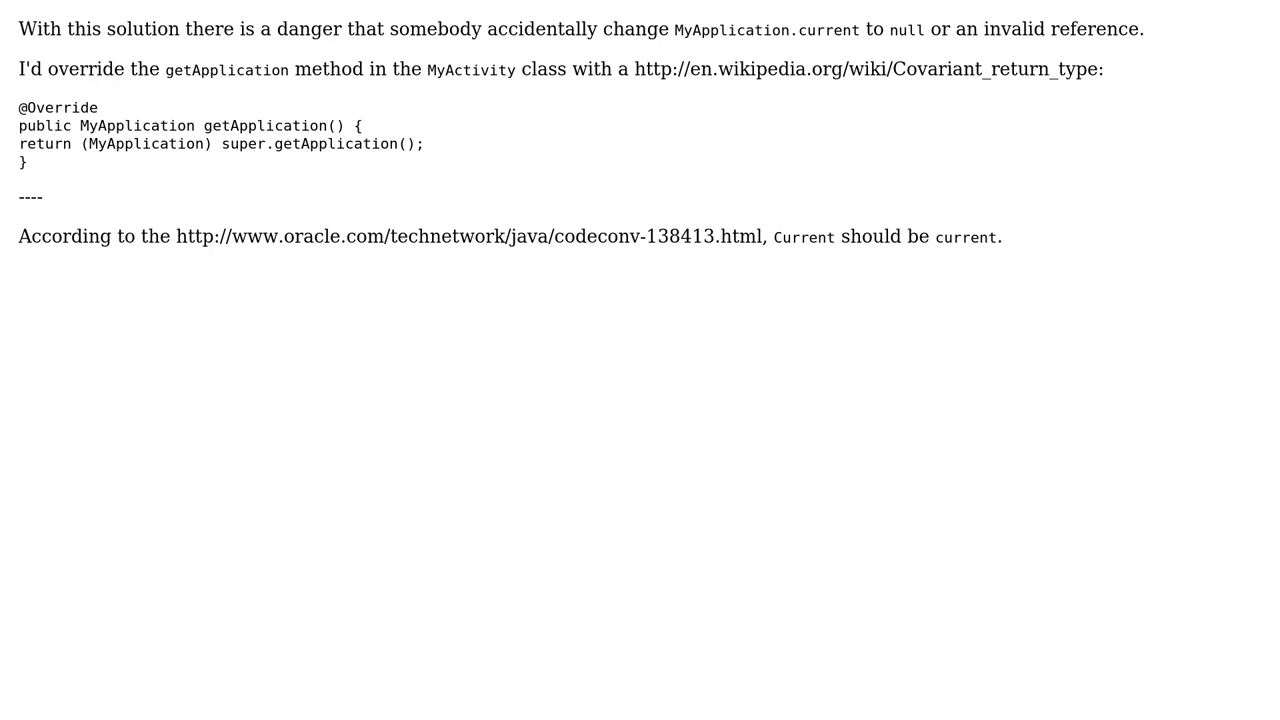 With this solution there is a danger that somebody accidentally change MyApplication.current to null or an invalid reference.
I'd override the getApplication method in the MyActivity class with a http://en.wikipedia.org/wiki/Covariant_return_type:
@Override
public MyApplication getApplication() {
return (MyApplication) super.getApplication();
}
----
According to the http://www.oracle.com/technetwork/java/codeconv-138413.html, Current should be current.